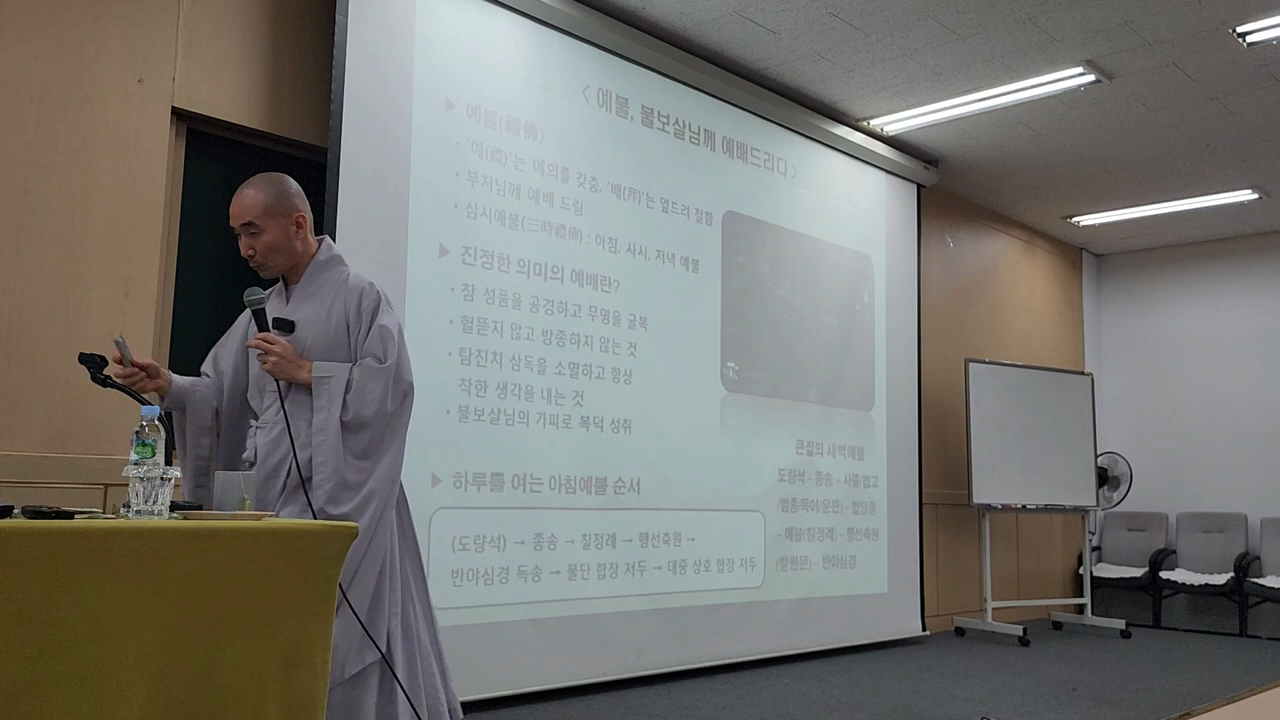 < 예불, 불보살님께 예배드리다 >
▶ 예불(禮佛)
· '예(禮)'는 예의를 갖춤, '배(拜)'는 엎드려 절함
· 부처님께 예배 드림
· 삼시예불(三時禮佛) : 아침, 사시, 저녁 예불
▶ 진정한 의미의 예배란?
· 참 성품을 공경하고 무명을 굴복
· 헐뜯지 않고 방종하지 않는 것
· 탐진치 삼독을 소멸하고 항상
착한 생각을 내는 것
· 불보살님의 가피로 복덕 성취
▶ 하루를 여는 아침예불 순서
(도량석) → 종송 → 칠정례 → 행선축원 →
반야심경 독송 → 불단 합장 저두 → 대중 상호 합장 저두
큰절의 새벽예불
도량석 - 종송 - 사물(법고
/범종/목어/운판) - 법당종
- 예불(칠정례) - 행선축원
(발원문) - 반야심경